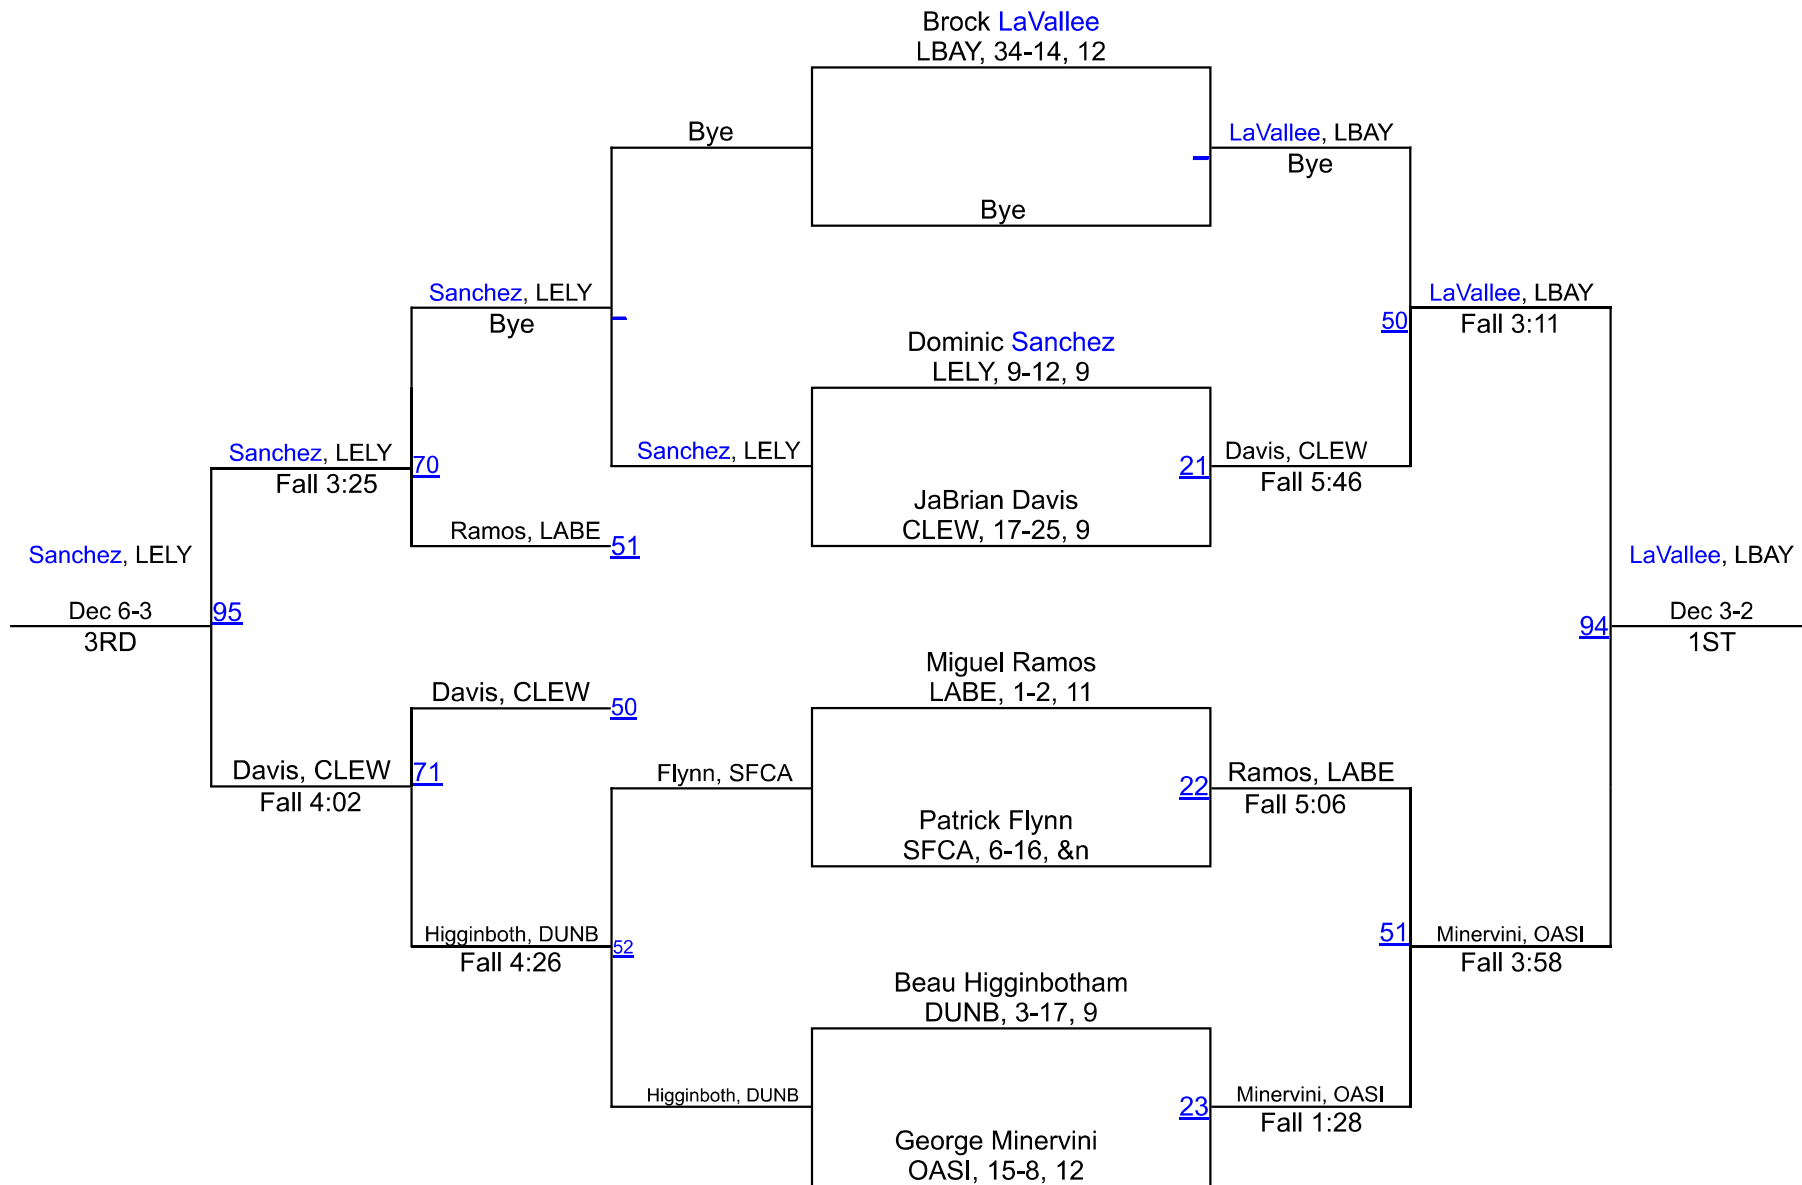 Brock LaVallee
LBAY, 34-14, 12
Bye
LaVallee, LBAY
Bye
Bye
Sanchez, LELY
Bye
LaVallee, LBAY
50
Fall 3:11
Dominic Sanchez
LELY, 9-12, 9
Sanchez, LELY
70
Fall 3:25
Sanchez, LELY
21
Davis, CLEW
Fall 5:46
JaBrian Davis
CLEW, 17-25, 9
Ramos, LABE
51
Sanchez, LELY
95
Dec 6-3
3RD
LaVallee, LBAY
94
Dec 3-2
1ST
Miguel Ramos
LABE, 1-2, 11
Davis, CLEW
50
Davis, CLEW
71
Fall 4:02
Flynn, SFCA
22
Ramos, LABE
Fall 5:06
Patrick Flynn
SFCA, 6-16, &n
Higginboth, DUNB
52
Fall 4:26
51
Minervini, OASI
Fall 3:58
Beau Higginbotham
DUNB, 3-17, 9
Higginboth, DUNB
23
Minervini, OASI
Fall 1:28
George Minervini
OASI, 15-8, 12